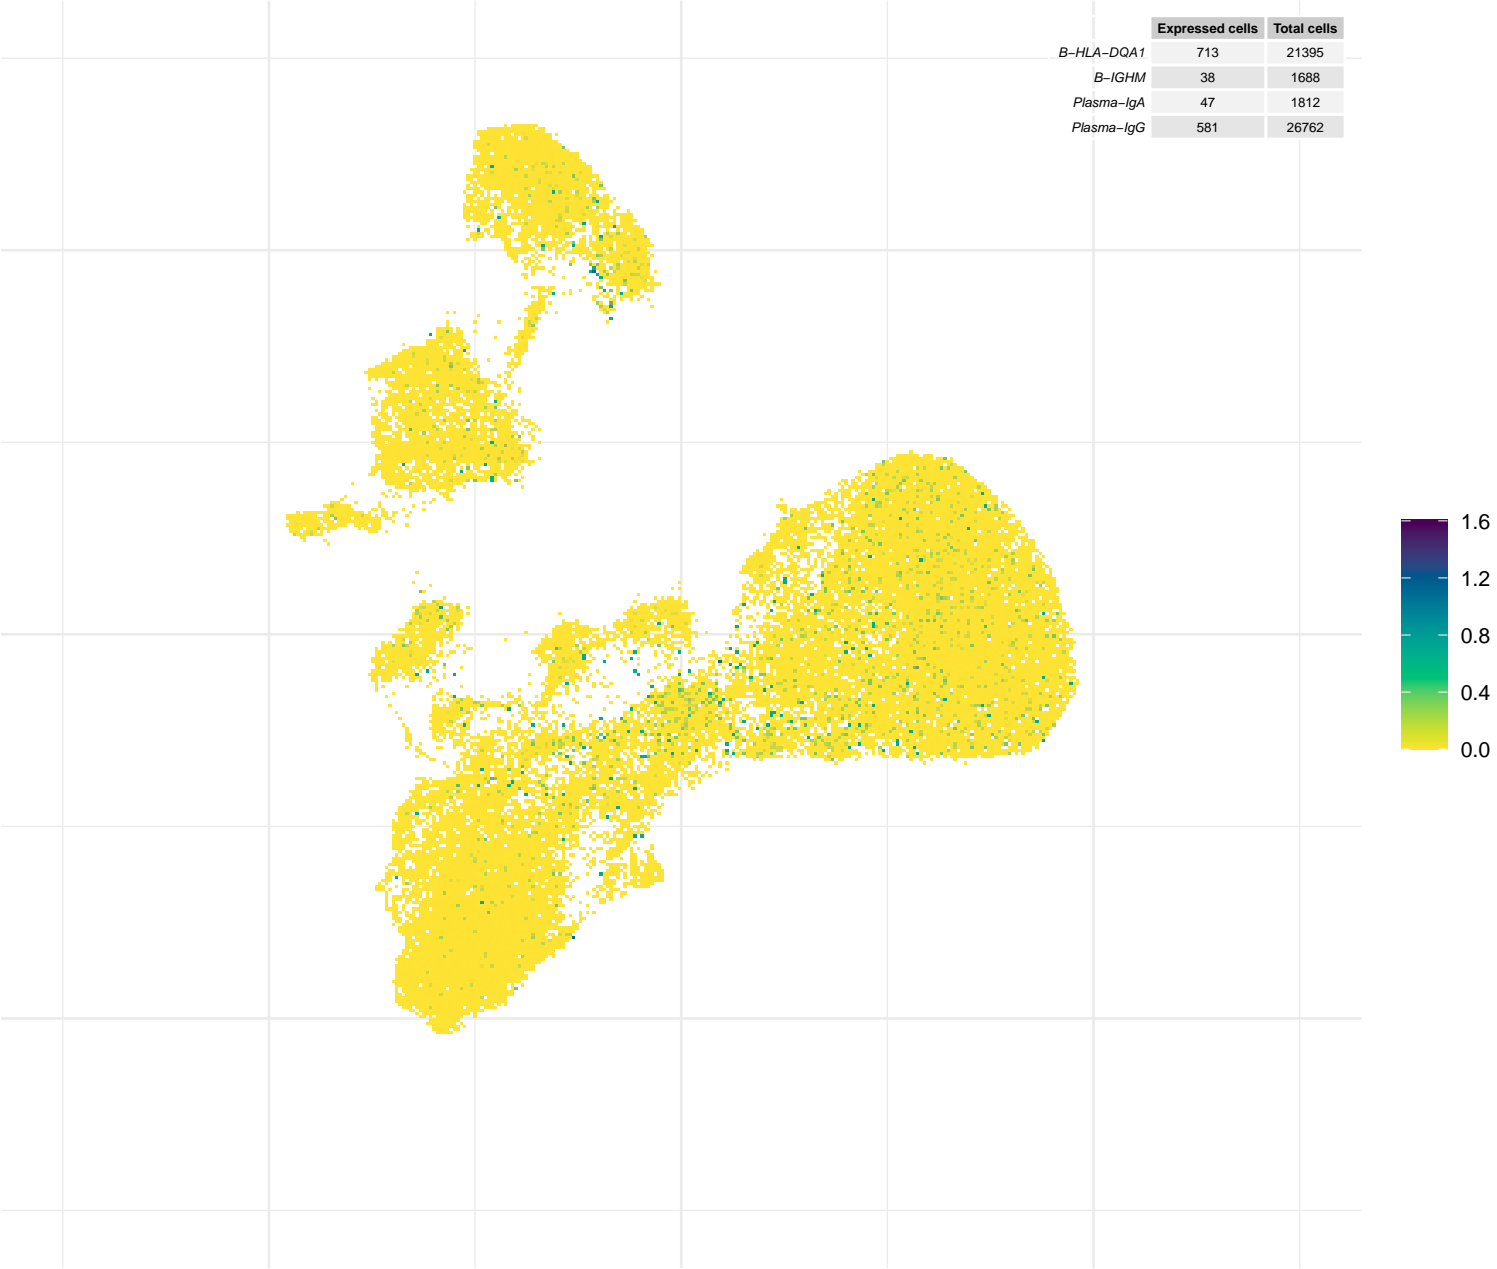 Expressed cells Total cells
B−HLA−DQA1 713 21395
B−IGHM 38 1688
Plasma−IgA 47 1812
Plasma−IgG 581 26762
1.6
1.2
0.8
0.4
0.0